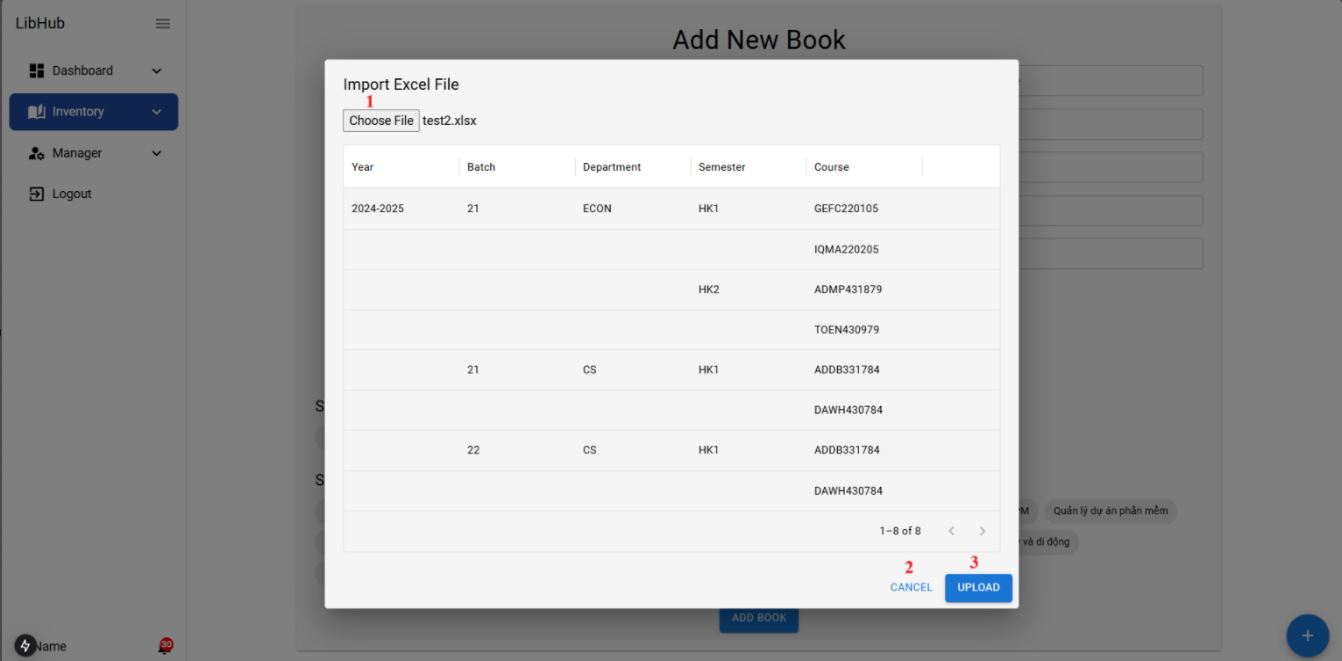 LibHub
Add New Book
Dashboard
Inventory
Manager
Logout
Import Excel File
1
Choose File test2.xlsx
Year Batch Department Semester Course
2024-2025 21 ECON HK1 GEFC220105
IQMA220205
HK2 ADMP431879
TOEN430979
21 CS HK1 ADDB331784
DAWH430784
22 CS HK1 ADDB331784
DAWH430784
1–8 of 8
2 3
CANCEL UPLOAD
S
S
M Quản lý dự án phần mềm
và di động
ADD BOOK
Name 30
+